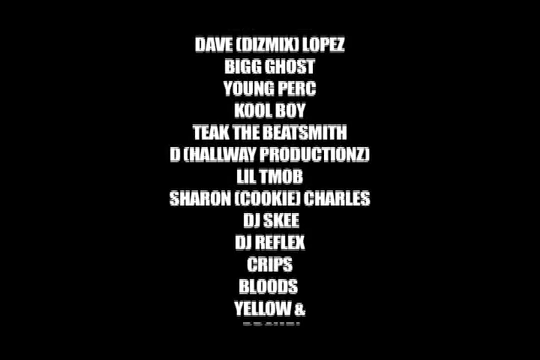 DAVE (DIZMIX) LOPEZ
BIGG GHOST
YOUNG PERC
KOOL BOY
TEAK THE BEATSMITH
D (HALLWAY PRODUCTIONZ)
LIL TMOB
SHARON (COOKIE) CHARLES
DJ SKEE
DJ REFLEX
CRIPS
BLOODS
YELLOW &